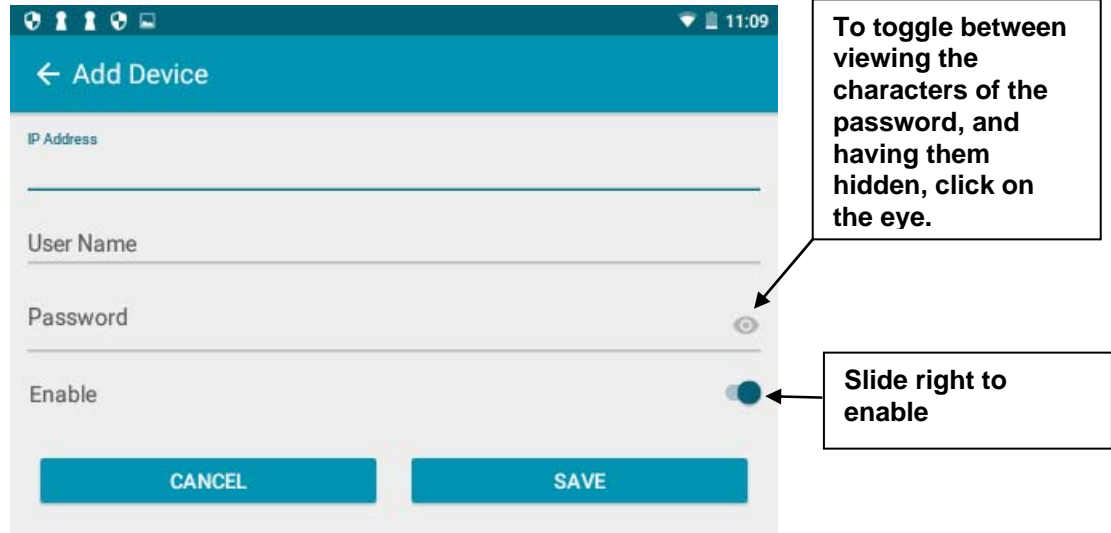 11:09
Add Device
IP Address
User Name
Password
Enable
CANCEL
SAVE
To toggle between
viewing the
characters of the
password, and
having them
hidden, click on
the eye.
Slide right to
enable